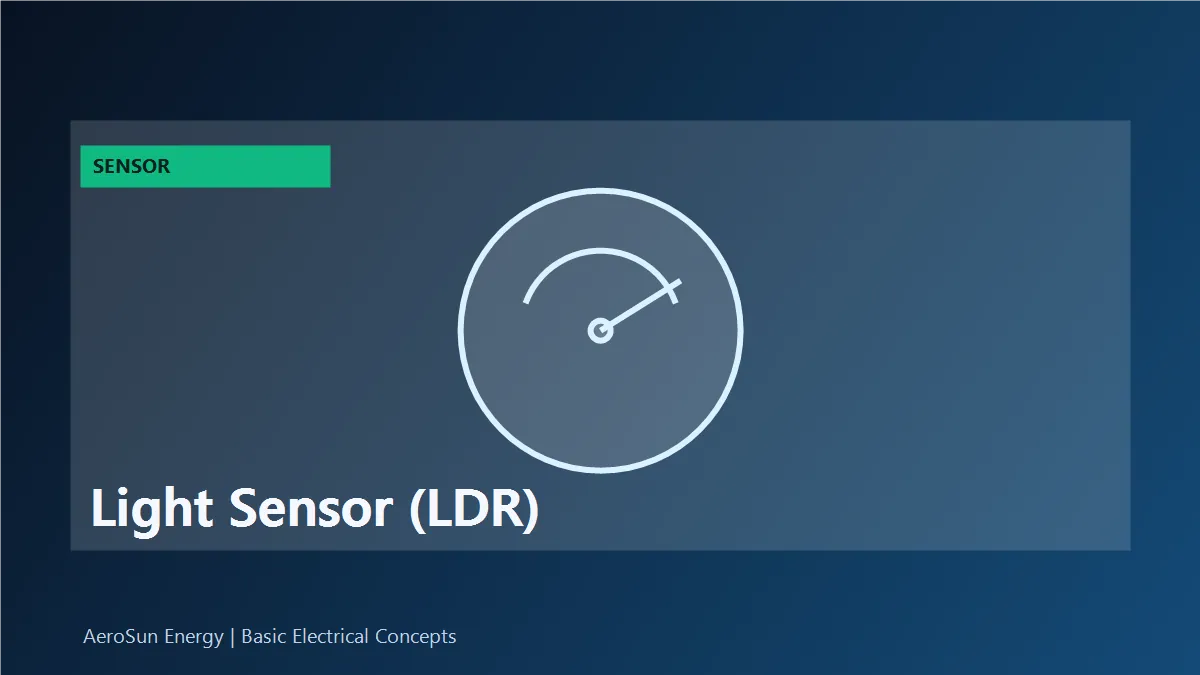 SENSOR
Light Sensor (LDR)
AeroSun Energy | Basic Electrical Concepts